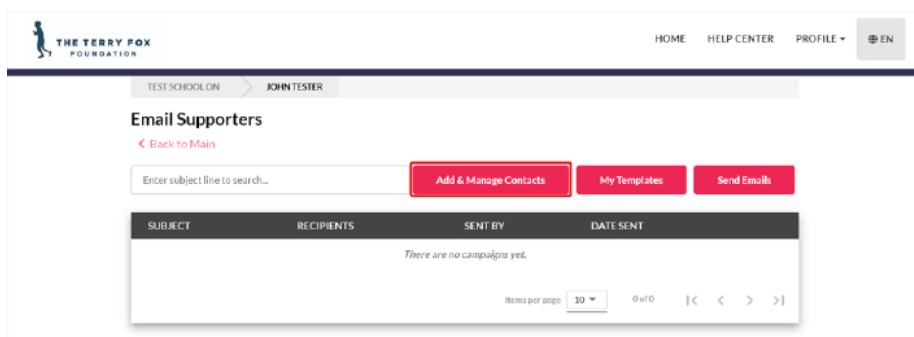 THE TERRY FOX
FOUNDATION
HOME HELP CENTER PROFILE EN
TEST SCHOOL ON JOHN TESTER
Email Supporters
Back to Main
Enter subject line to search... Add & Manage Contacts My Templates Send Emails
SUBJECT RECIPIENTS SENT BY DATE SENT
There are no campaigns yet.
Items per page 10 0 of 0